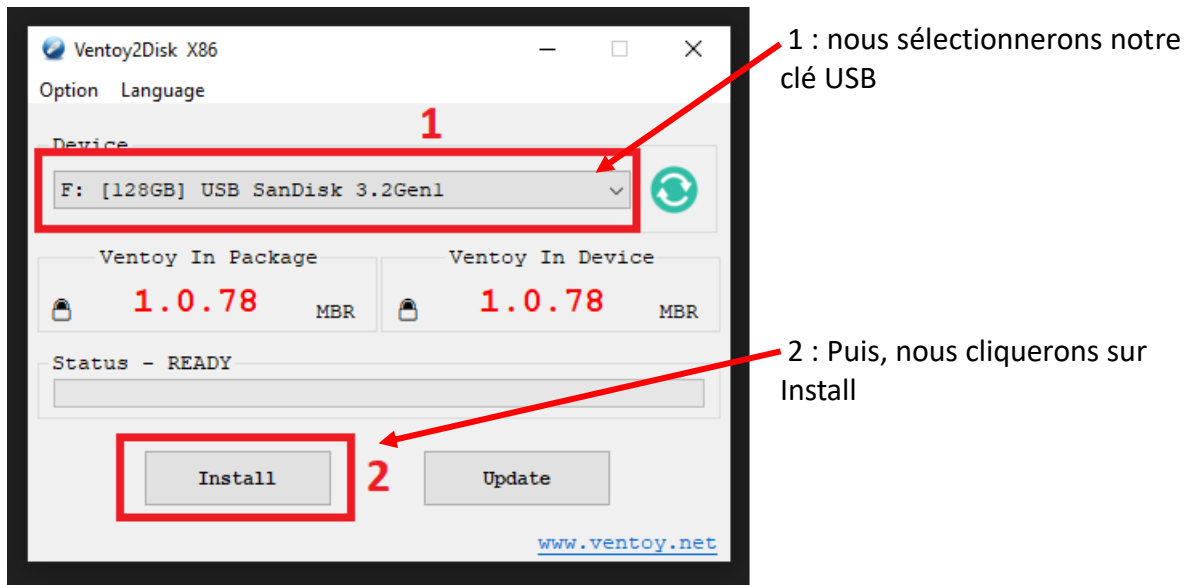 Ventoy2Disk X86
Option Language
1
Device
F: [128GB] USB SanDisk 3.2Gen1
Ventoy In Package
1.0.78 MBR
Ventoy In Device
1.0.78 MBR
Status - READY
Install
2
Update
www.ventoy.net
1 : nous sélectionnerons notre
clé USB
2 : Puis, nous cliquerons sur
Install